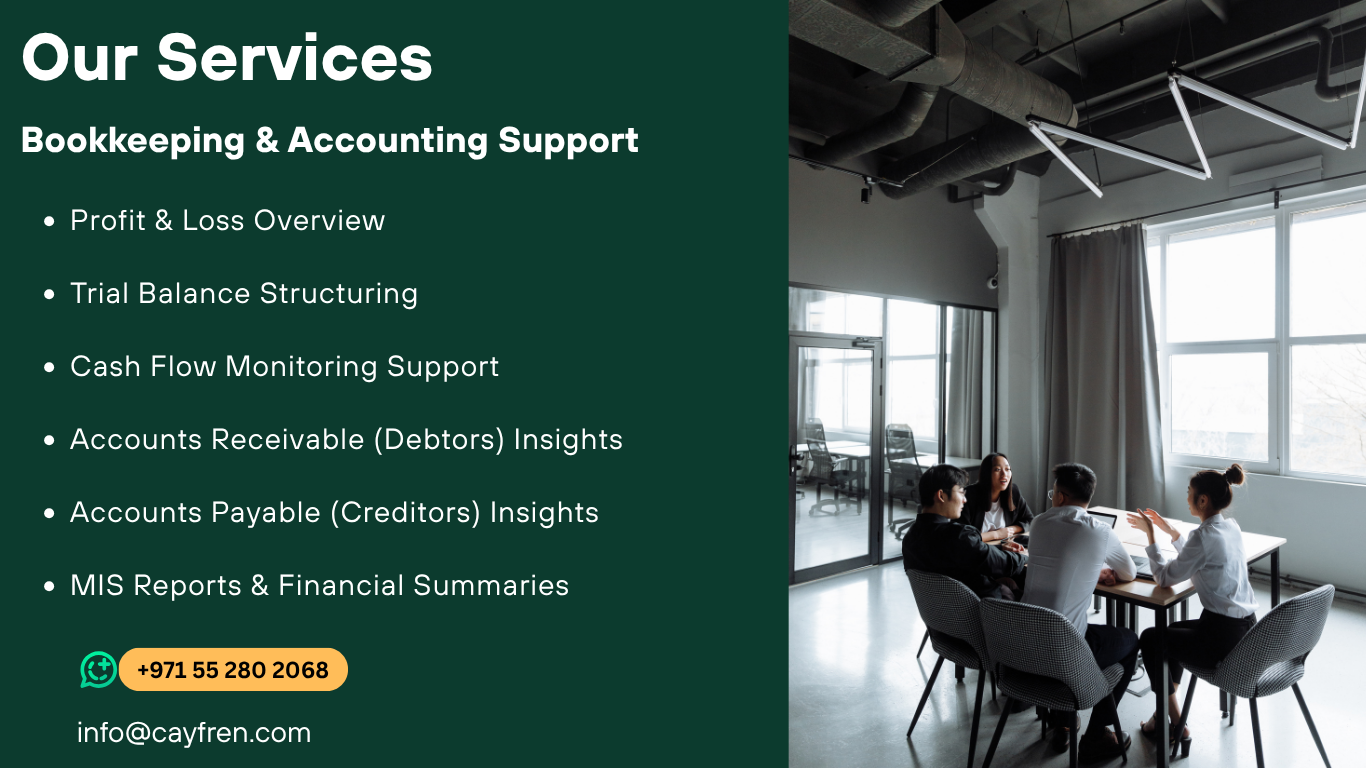 Our Services
Bookkeeping & Accounting Support
• Profit & Loss Overview
• Trial Balance Structuring
• Cash Flow Monitoring Support
• Accounts Receivable (Debtors) Insights
• Accounts Payable (Creditors) Insights
• MIS Reports & Financial Summaries
+971 55 280 2068
info@cayfren.com